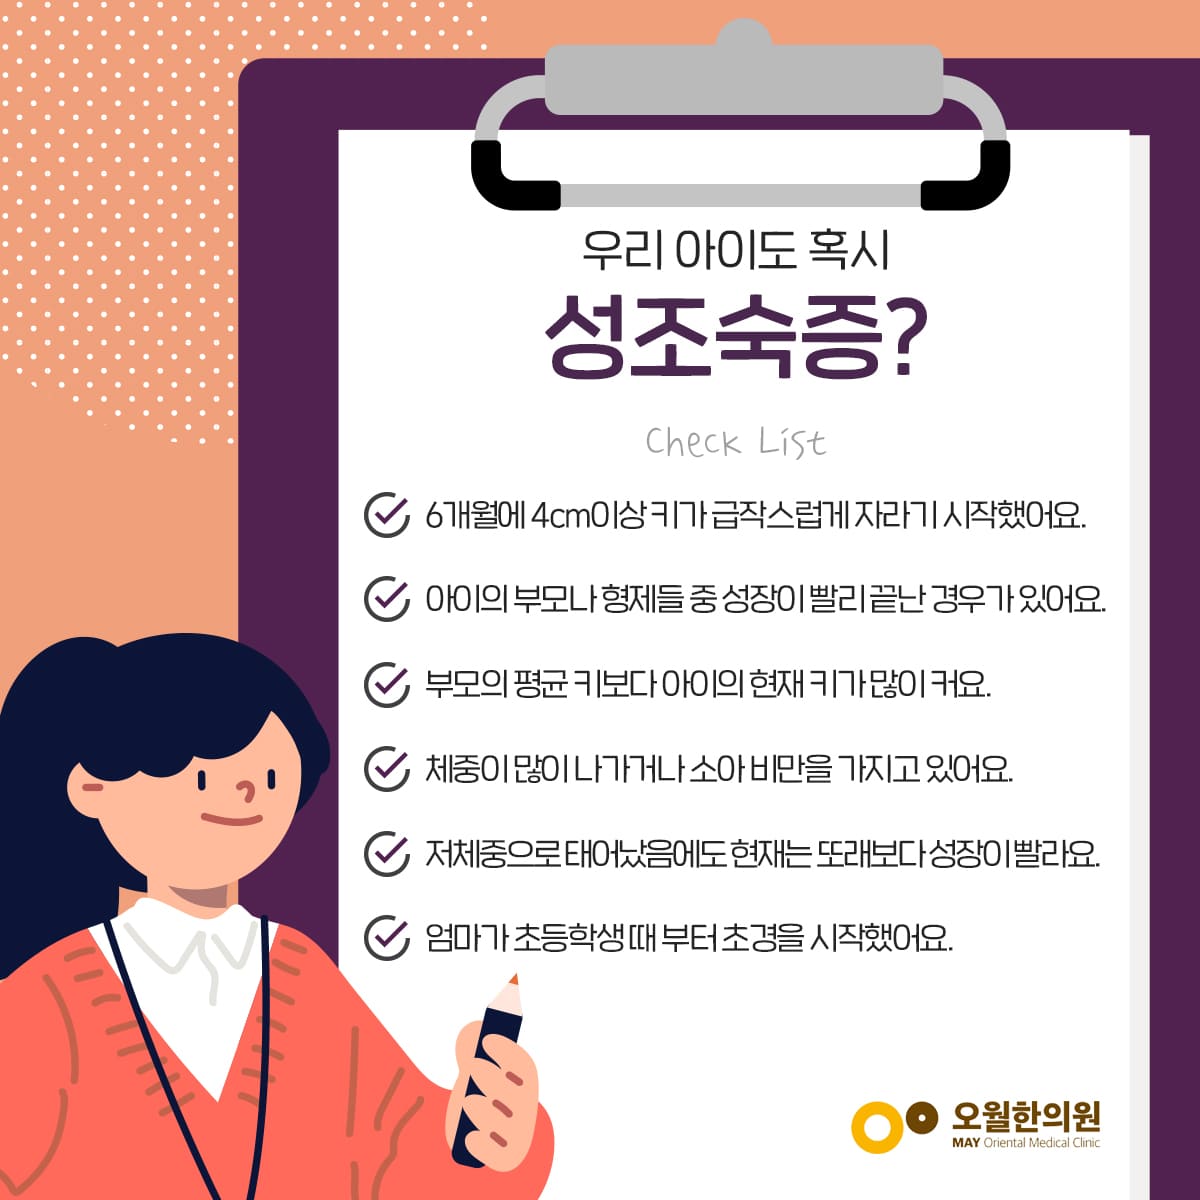 우리 아이도 혹시
성조숙증?
Check List
6개월에 4cm이상 키가 급작스럽게 자라기 시작했어요.
아이의 부모나 형제들 중 성장이 빨리 끝난 경우가 있어요.
부모의 평균 키보다 아이의 현재 키가 많이 커요.
체중이 많이 나가거나 소아 비만을 가지고 있어요.
저체중으로 태어났음에도 현재는 또래보다 성장이 빨라요.
엄마가 초등학생 때 부터 초경을 시작했어요.
오월한의원
MAY Oriental Medical Clinic